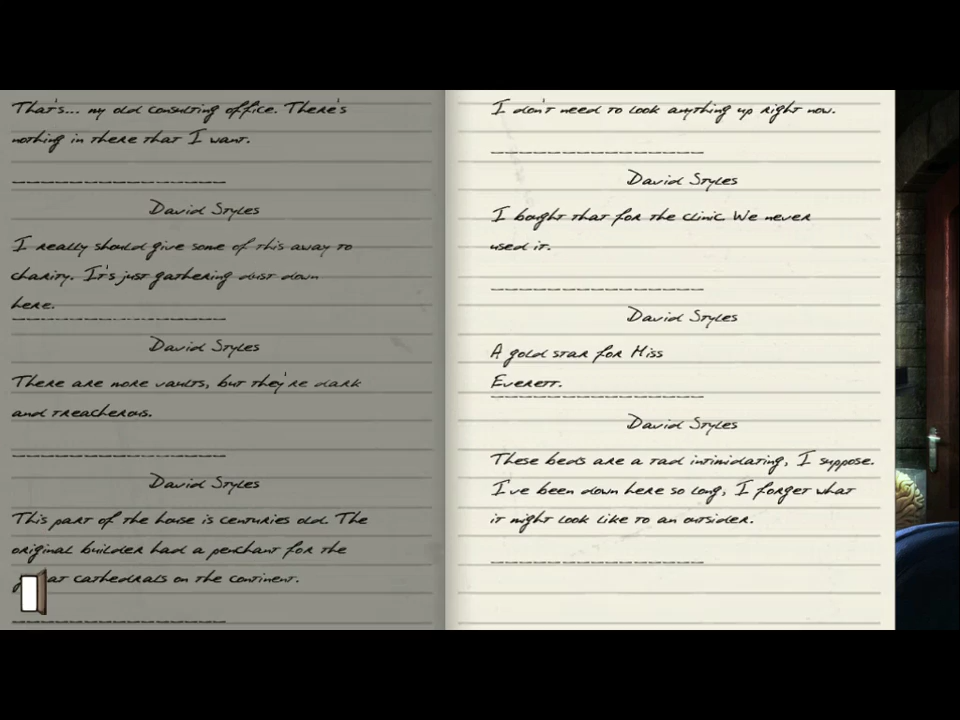 That's... my old consulting office. There's
nothing in there that I want.
David Styles
I really should give some of this away to
charity. It's just gathering dust down
here.
David Styles
There are more vaults, but they're dark
and treacherous.
David Styles
This part of the house is centuries old. The
original builder had a penchant for the
cathedrals on the continent.
I don't need to look anything up right now.
David Styles
I bought that for the clinic. We never
used it.
David Styles
A gold star for Miss
Everett.
David Styles
These beds are a tad intimidating, I suppose.
I've been down here so long, I forget what
it might look like to an outsider.